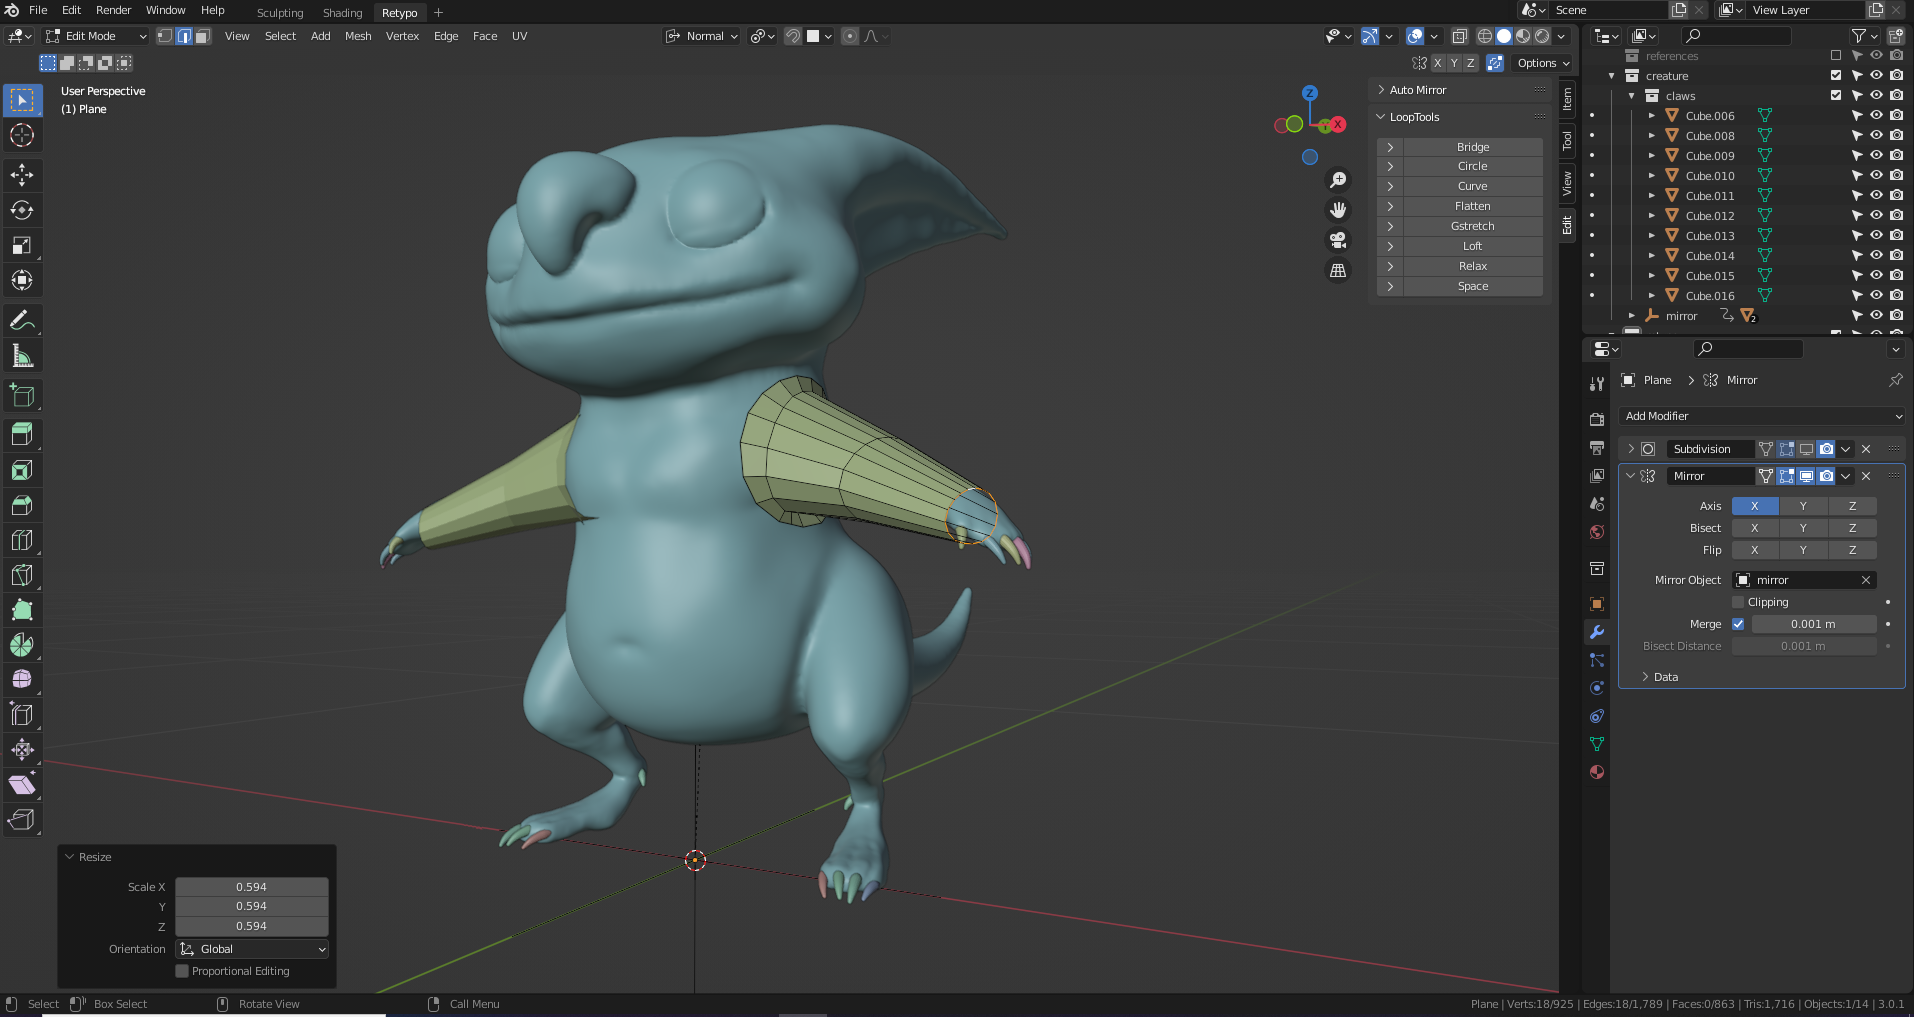 File Edit Render Window Help Sculpting Shading Retypo + Scene View Layer
Edit Mode View Select Add Mesh Vertex Edge Face UV Normal
X Y Z Options
User Perspective
(1) Plane
Z
X
Y
Auto Mirror
LoopTools
Bridge
Circle
Curve
Flatten
Gstretch
Loft
Relax
Space
Item
Tool
View
Edit
references
creature
claws
Cube.006
Cube.008
Cube.009
Cube.010
Cube.011
Cube.012
Cube.013
Cube.014
Cube.015
Cube.016
mirror 2
Plane > Mirror
Add Modifier
Subdivision
Mirror
Axis X Y Z
Bisect X Y Z
Flip X Y Z
Mirror Object mirror
Clipping
Merge 0.001 m
Bisect Distance 0.001 m
Data
Resize
Scale X 0.594
Y 0.594
Z 0.594
Orientation Global
Proportional Editing
Select Box Select Rotate View Call Menu
Plane | Verts:18/925 | Edges:18/1,789 | Faces:0/863 | Tris:1,716 | Objects:1/14 | 3.0.1